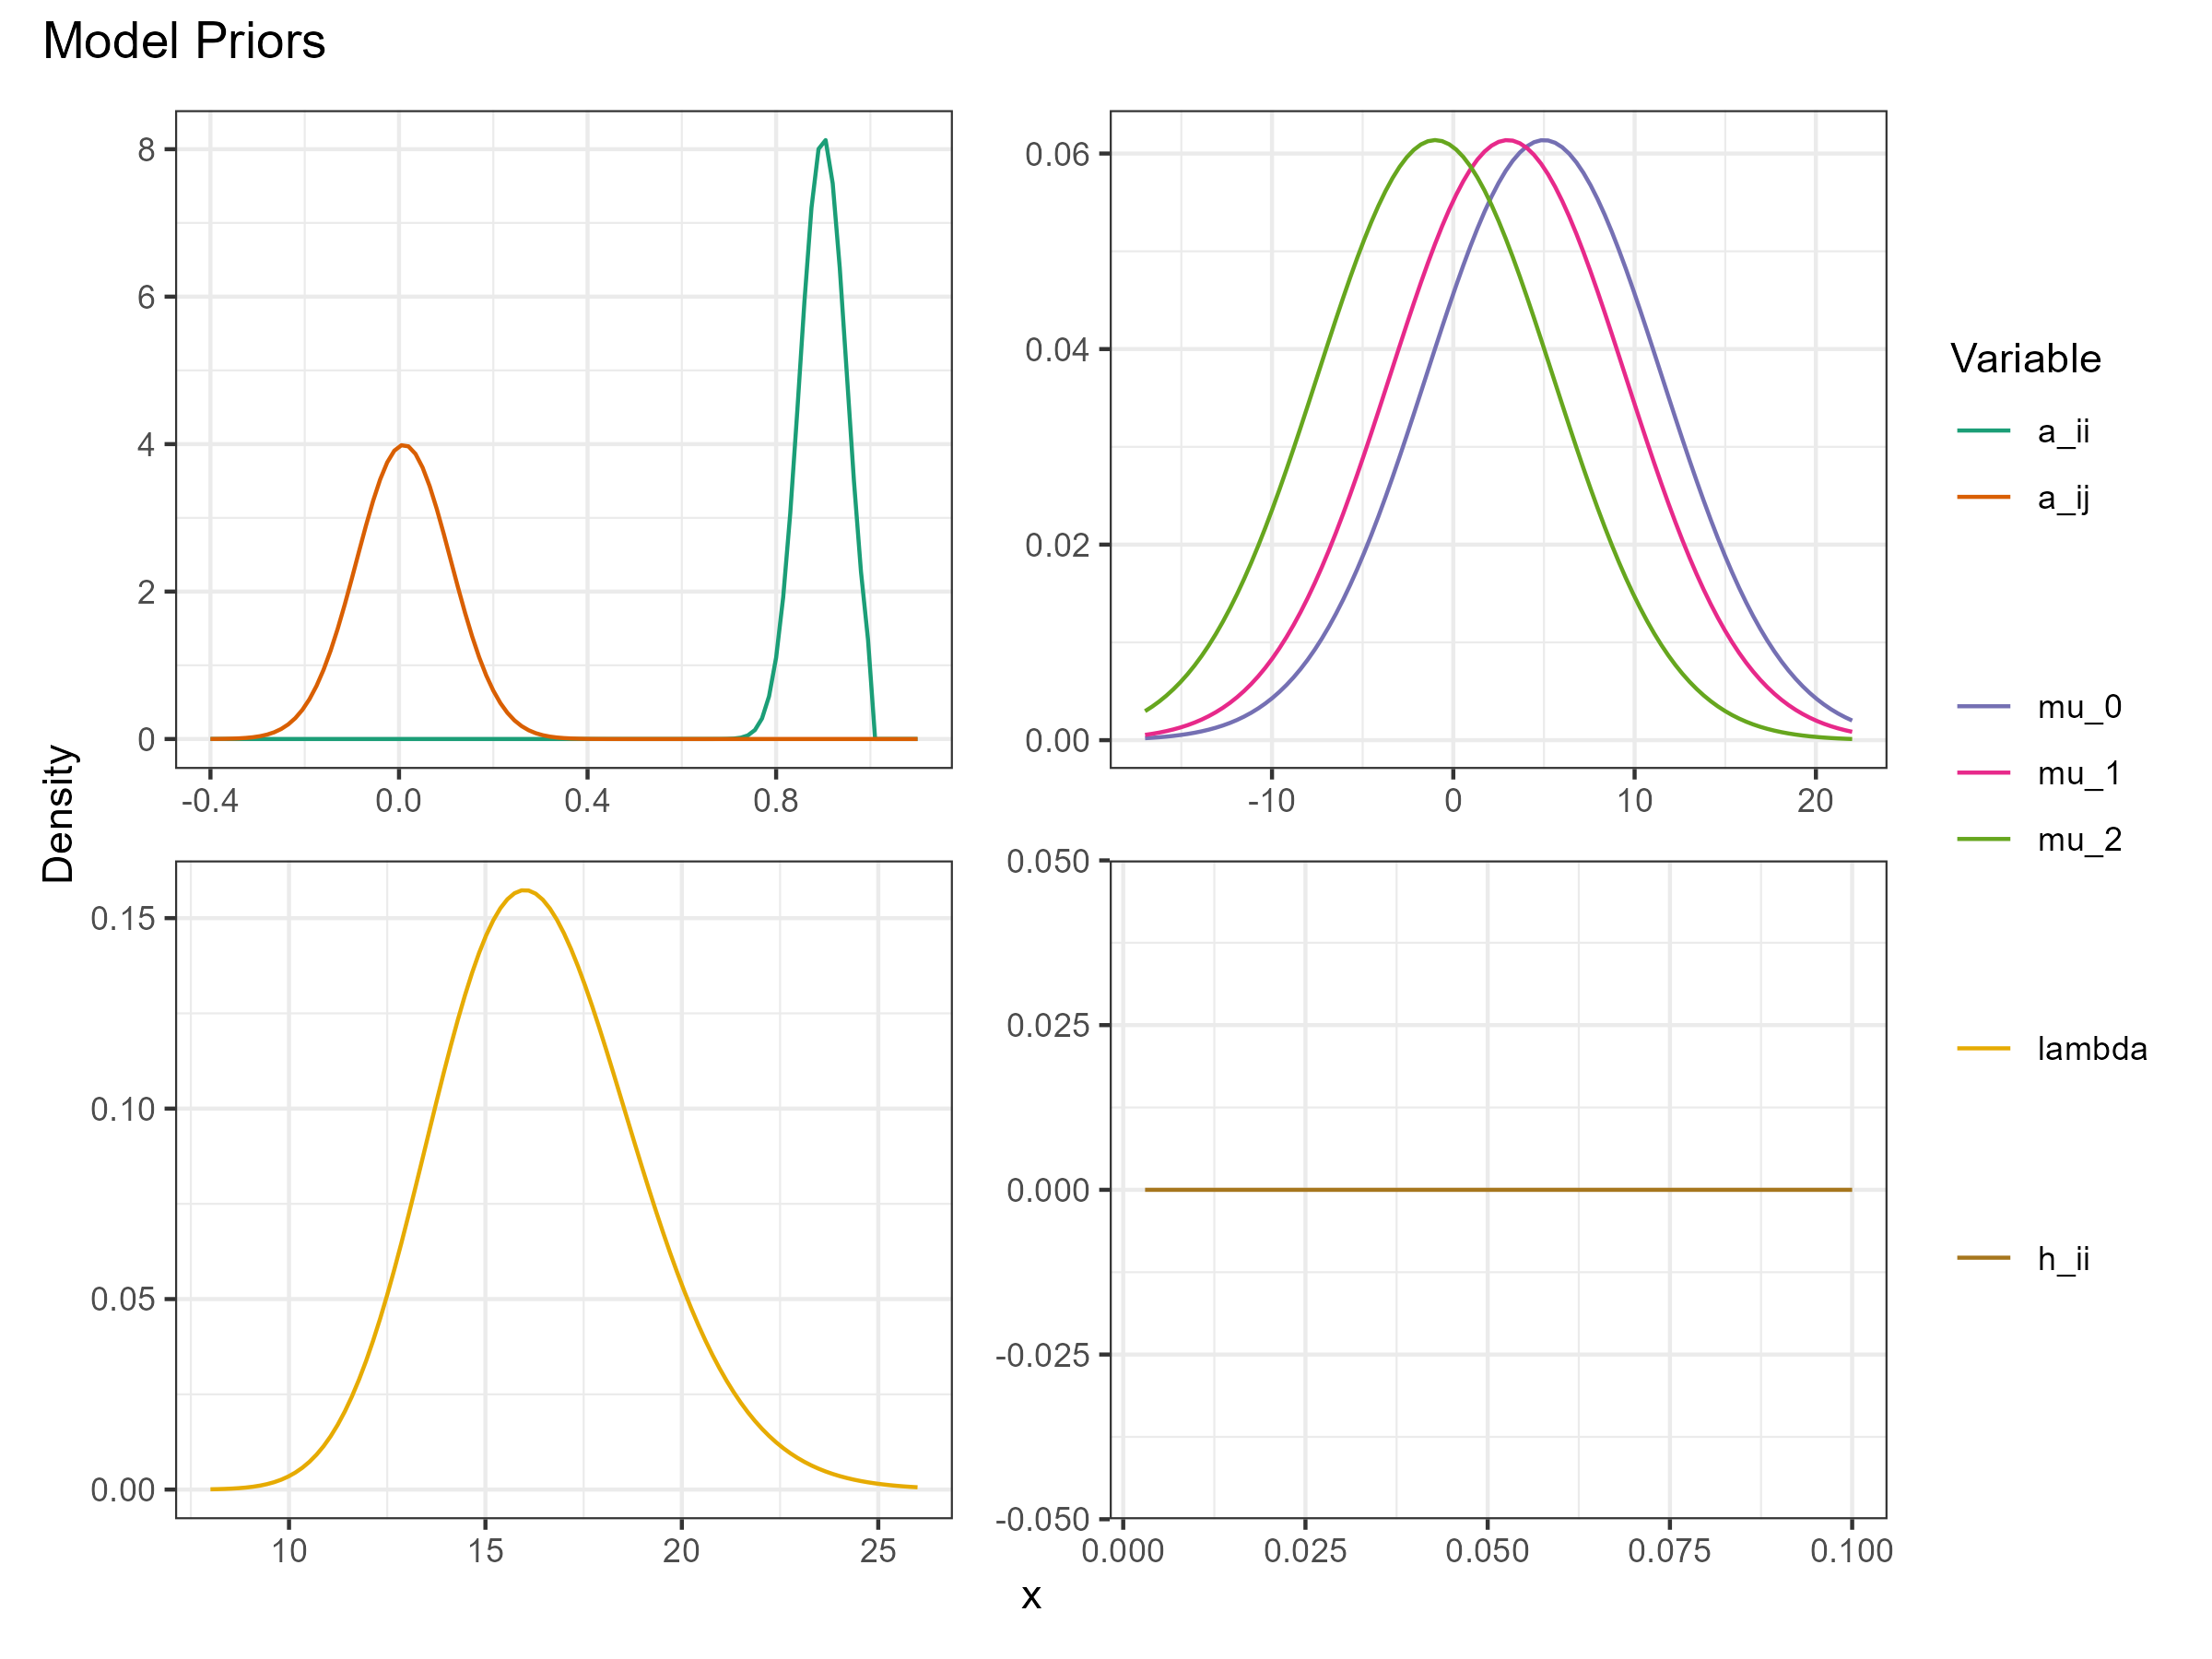 Model Priors
Density
8
6
4
2
0
-0.4 0.0 0.4 0.8
0.06
0.04
0.02
0.00
-10 0 10 20
0.15
0.10
0.05
0.00
10 15 20 25
0.050
0.025
0.000
-0.025
-0.050
0.000 0.025 0.050 0.075 0.100
x
Variable
a_ii
a_ij
mu_0
mu_1
mu_2
lambda
h_ii